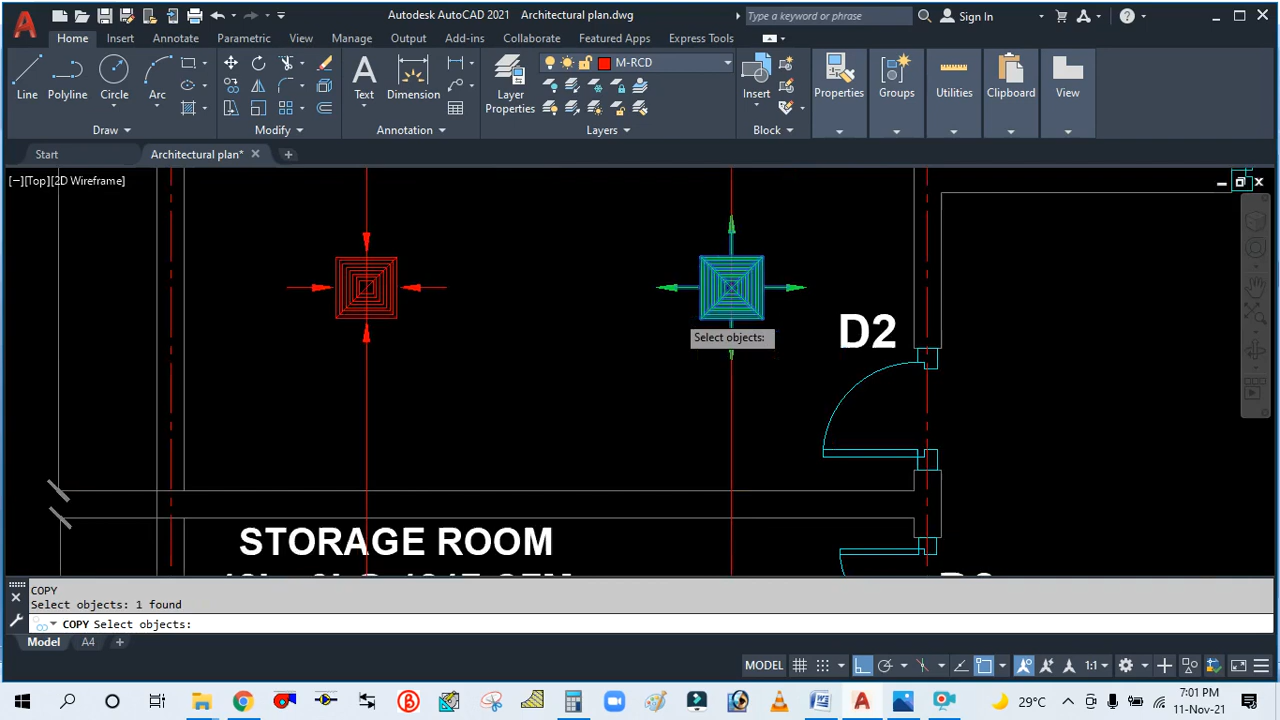 Autodesk AutoCAD 2021 Architectural plan.dwg
Type a keyword or phrase
Sign In
Home Insert Annotate Parametric View Manage Output Add-ins Collaborate Featured Apps Express Tools
M-RCD
Line Polyline Circle Arc
Text Dimension
Layer
Properties
Insert
Properties Groups Utilities Clipboard View
Draw Modify Annotation Layers Block
Start Architectural plan*
[−][Top][2D Wireframe]
D2
Select objects:
STORAGE ROOM
COPY
Select objects: 1 found
COPY Select objects:
Model A4
MODEL 1:1
29°C
7:01 PM
11-Nov-21